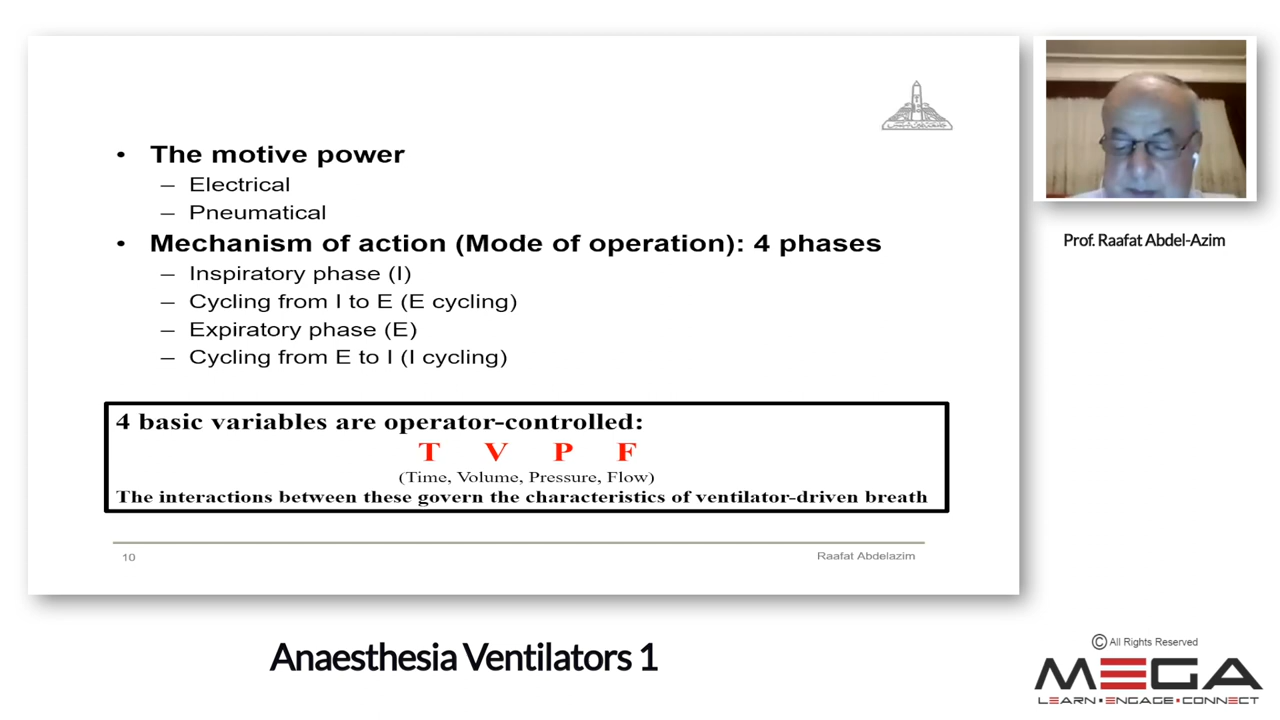 • The motive power
– Electrical
– Pneumatical
• Mechanism of action (Mode of operation): 4 phases
– Inspiratory phase (I)
– Cycling from I to E (E cycling)
– Expiratory phase (E)
– Cycling from E to I (I cycling)
4 basic variables are operator-controlled:
T V P F
(Time, Volume, Pressure, Flow)
The interactions between these govern the characteristics of ventilator-driven breath
10
Raafat Abdelazim
Prof. Raafat Abdel-Azim
Anaesthesia Ventilators 1
© All Rights Reserved
MEGA
LEARN•ENGAGE•CONNECT